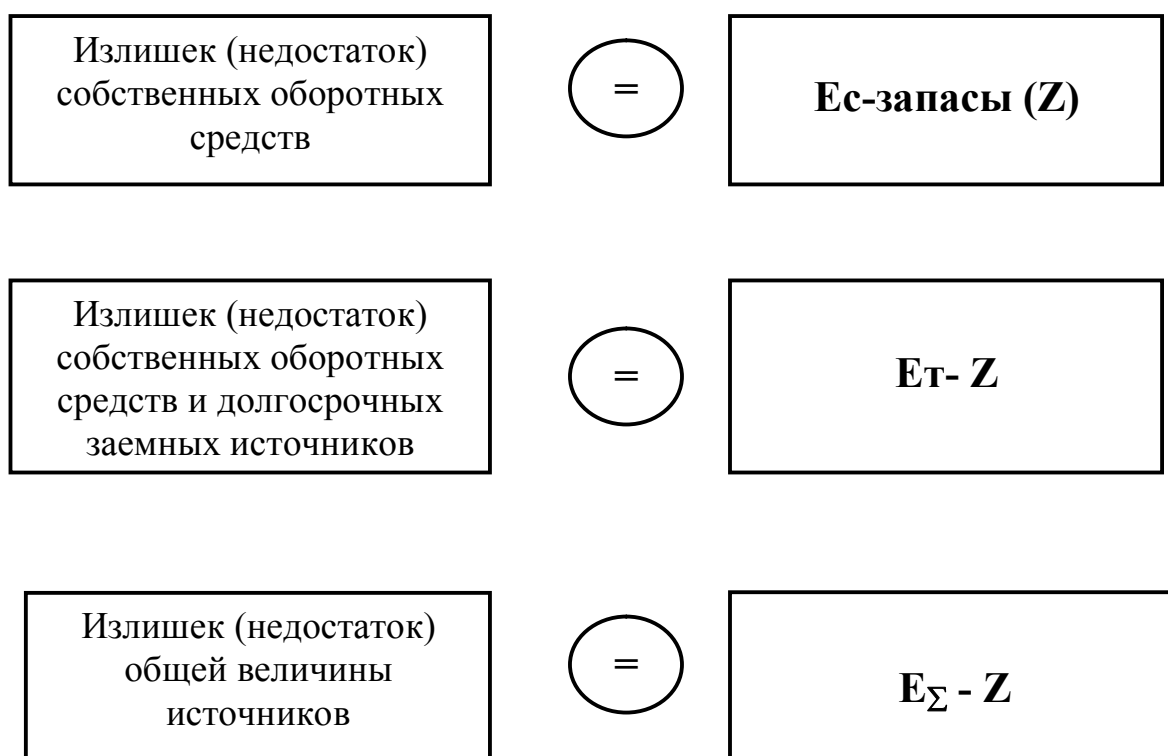 Излишек (недостаток)
собственных оборотных
средств
=
Ес-запасы (Z)
Излишек (недостаток)
собственных оборотных
средств и долгосрочных
заемных источников
=
Ет- Z
Излишек (недостаток)
общей величины
источников
=
E∑ - Z